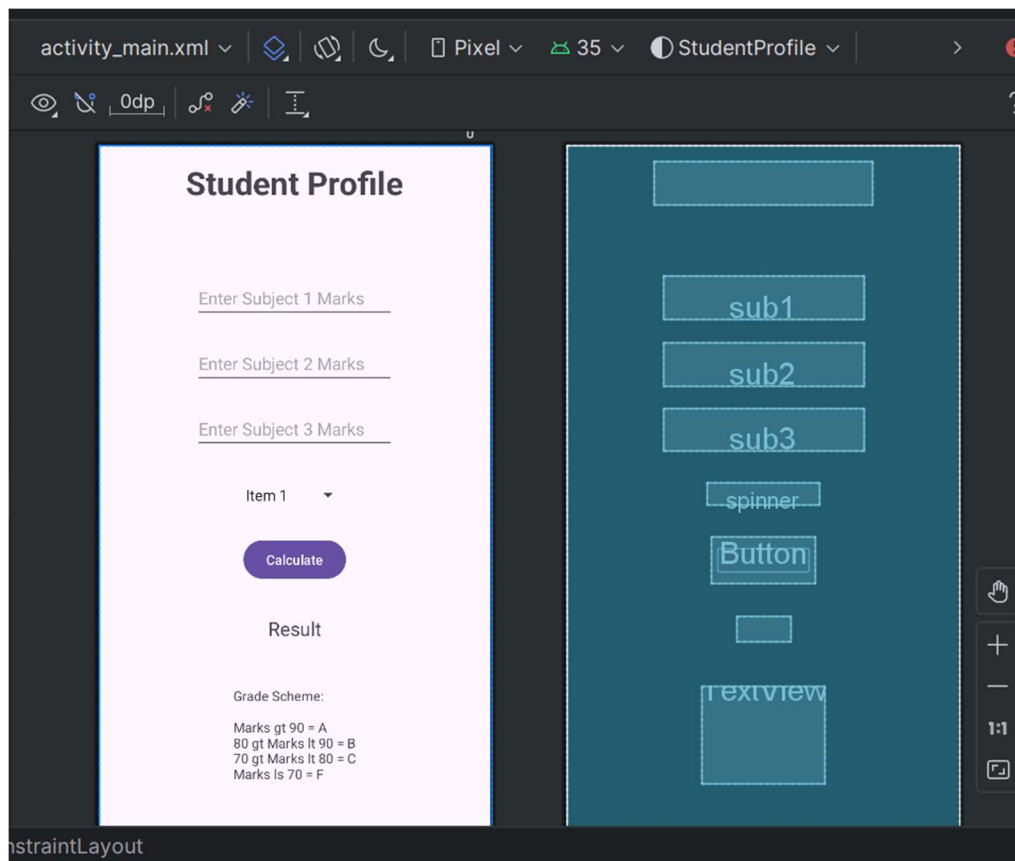 activity_main.xml Pixel 35 StudentProfile
0dp
Student Profile
Enter Subject 1 Marks
Enter Subject 2 Marks
Enter Subject 3 Marks
Item 1
Calculate
Result
Grade Scheme:
Marks gt 90 = A
80 gt Marks lt 90 = B
70 gt Marks lt 80 = C
Marks ls 70 = F
sub1
sub2
sub3
spinner
Button
TextView
1:1
nstraintLayout